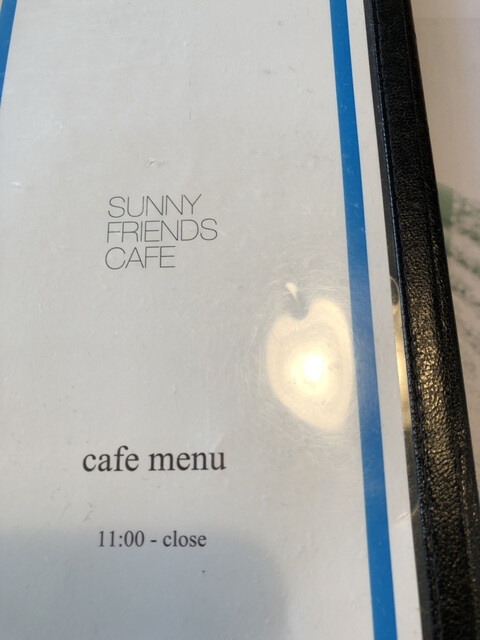 SUNNY
FRIENDS
CAFE
cafe menu
11:00 - close